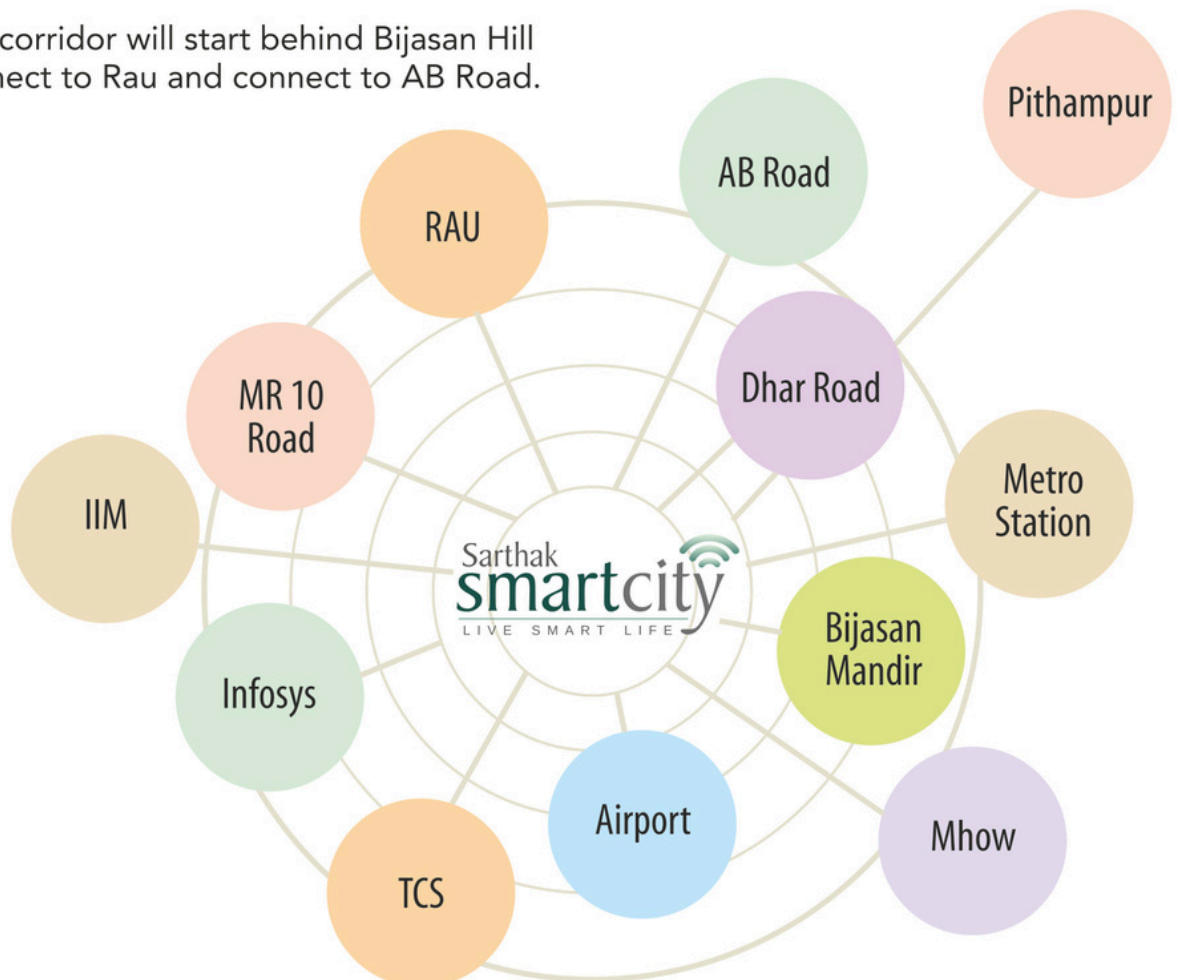 corridor will start behind Bijasan Hill
nect to Rau and connect to AB Road.
Pithampur
AB Road
RAU
Dhar Road
MR 10
Road
Metro
Station
IIM
Sarthak
smartcity
LIVE SMART LIFE
Bijasan
Mandir
Infosys
Airport
Mhow
TCS